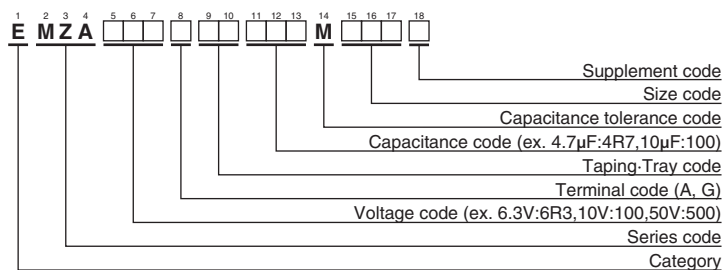 1 2 3 4 5 6 7 8 9 10 11 12 13 14 15 16 17 18
E M Z A M
Supplement code
Size code
Capacitance tolerance code
Capacitance code (ex. 4.7μF:4R7,10μF:100)
Taping·Tray code
Terminal code (A, G)
Voltage code (ex. 6.3V:6R3,10V:100,50V:500)
Series code
Category